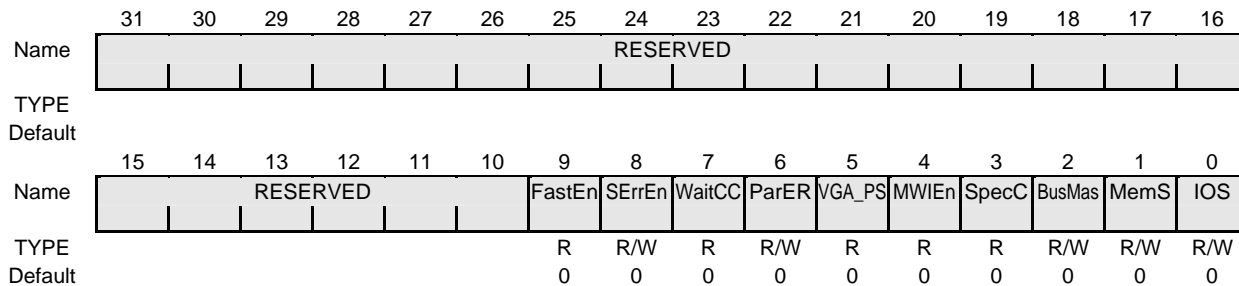 31 30 29 28 27 26 25 24 23 22 21 20 19 18 17 16
Name RESERVED
TYPE
Default
15 14 13 12 11 10 9 8 7 6 5 4 3 2 1 0
Name RESERVED FastEn SErrEn WaitCC ParER VGA_PS MWIEn SpecC BusMas MemS IOS
TYPE R R/W R R/W R R R R/W R/W R/W
Default 0 0 0 0 0 0 0 0 0 0